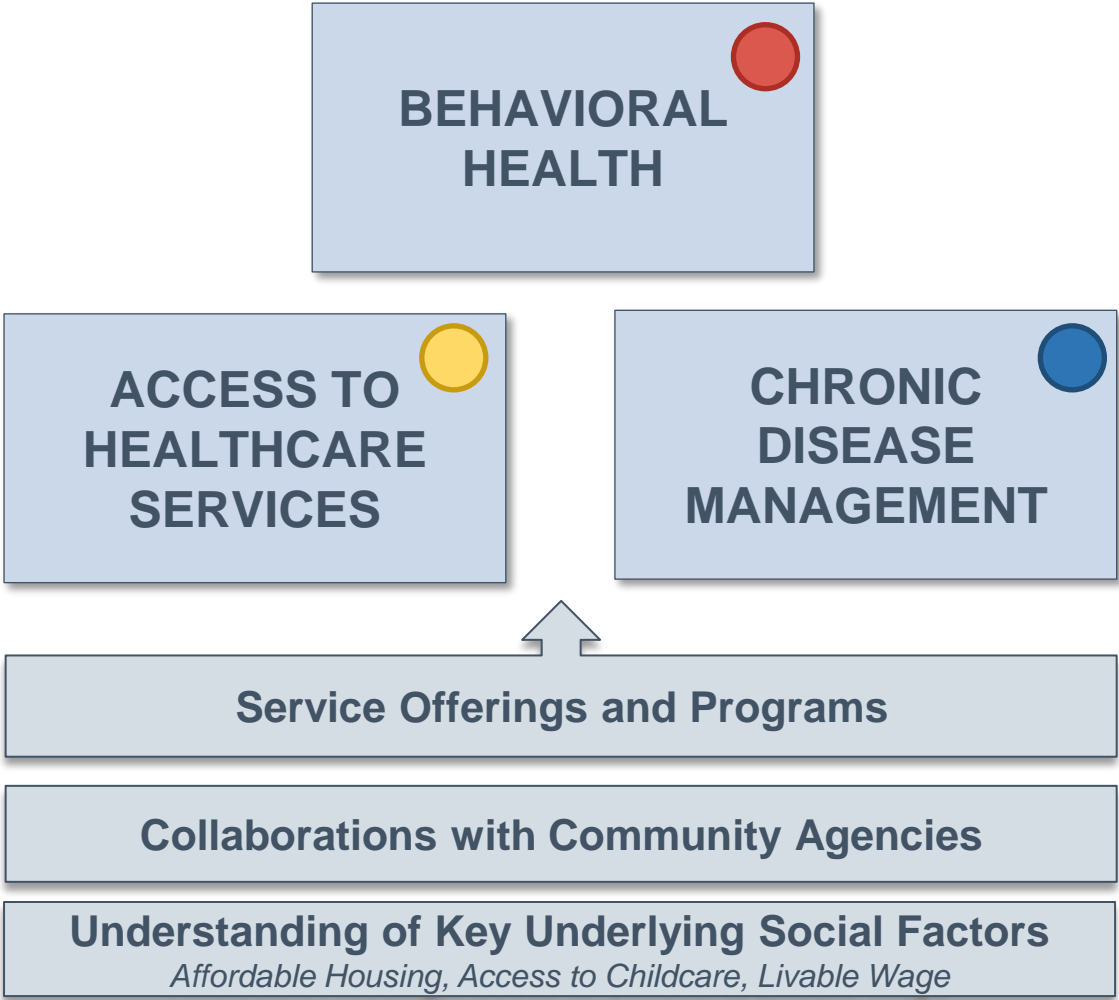 BEHAVIORAL
HEALTH
ACCESS TO
HEALTHCARE
SERVICES
CHRONIC
DISEASE
MANAGEMENT
Service Offerings and Programs
Collaborations with Community Agencies
Understanding of Key Underlying Social Factors
Affordable Housing, Access to Childcare, Livable Wage